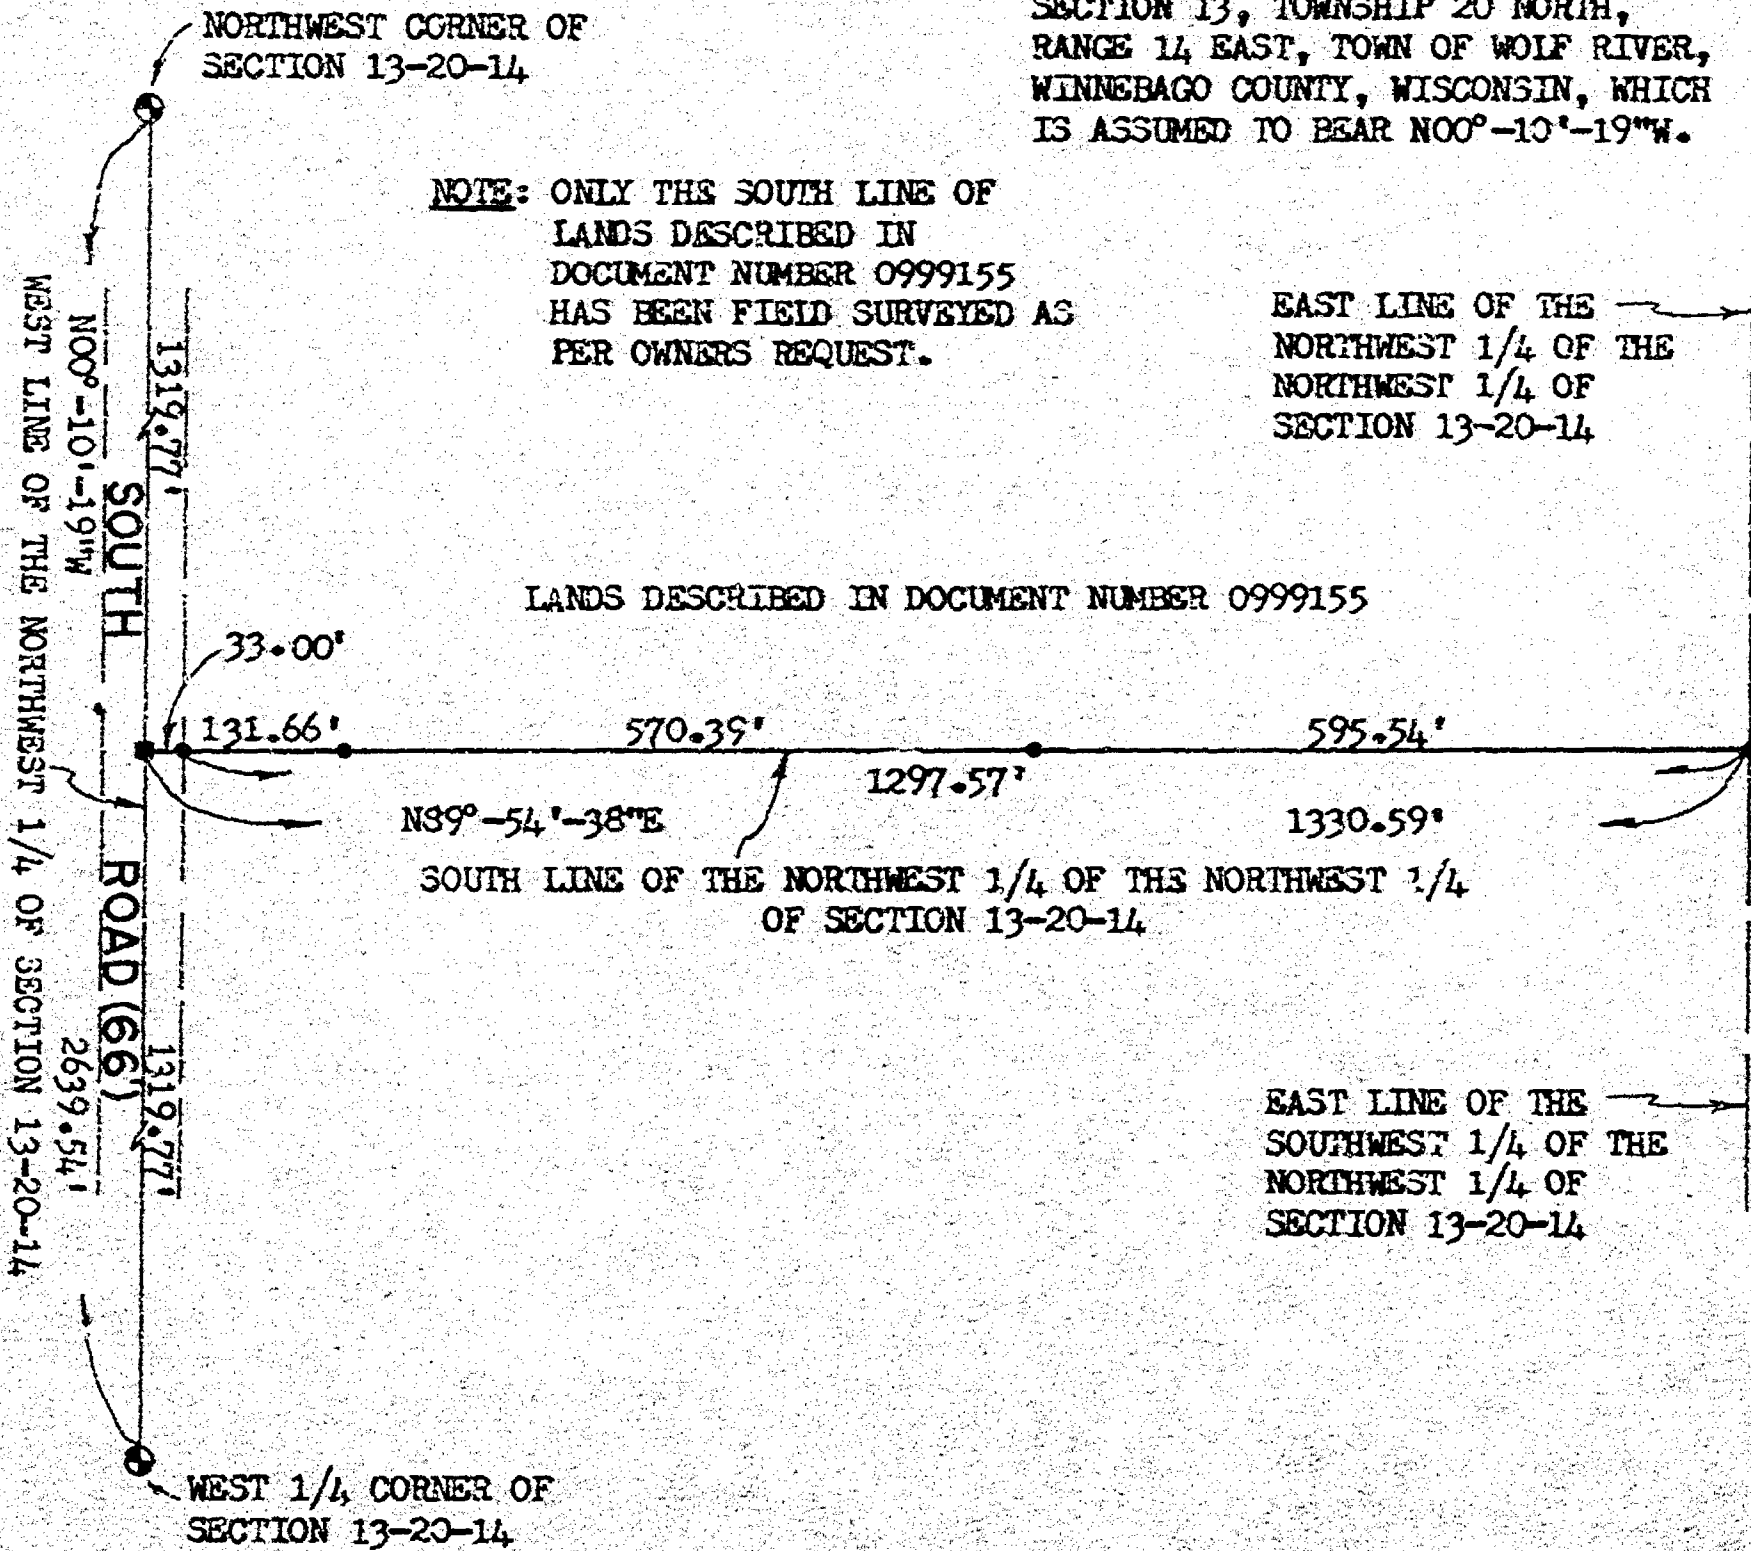 NORTHWEST CORNER OF
SECTION 13-20-14
SECTION 13, TOWNSHIP 20 NORTH,
RANGE 14 EAST, TOWN OF WOLF RIVER,
WINNEBAGO COUNTY, WISCONSIN, WHICH
IS ASSUMED TO BEAR N00°-10'-19"W.
NOTE: ONLY THE SOUTH LINE OF
LANDS DESCRIBED IN
DOCUMENT NUMBER 0999155
HAS BEEN FIELD SURVEYED AS
PER OWNERS REQUEST.
EAST LINE OF THE
NORTHWEST 1/4 OF THE
NORTHWEST 1/4 OF
SECTION 13-20-14
WEST LINE OF THE NORTHWEST 1/4 OF SECTION 13-20-14
N00°-10'-19"W
2639.54'
SOUTH ROAD (66')
1319.77'
1319.77'
LANDS DESCRIBED IN DOCUMENT NUMBER 0999155
33.00'
131.66'
570.39'
595.54'
1297.57'
N89°-54'-38"E
1330.59'
SOUTH LINE OF THE NORTHWEST 1/4 OF THE NORTHWEST 1/4
OF SECTION 13-20-14
EAST LINE OF THE
SOUTHWEST 1/4 OF THE
NORTHWEST 1/4 OF
SECTION 13-20-14
WEST 1/4 CORNER OF
SECTION 13-20-14